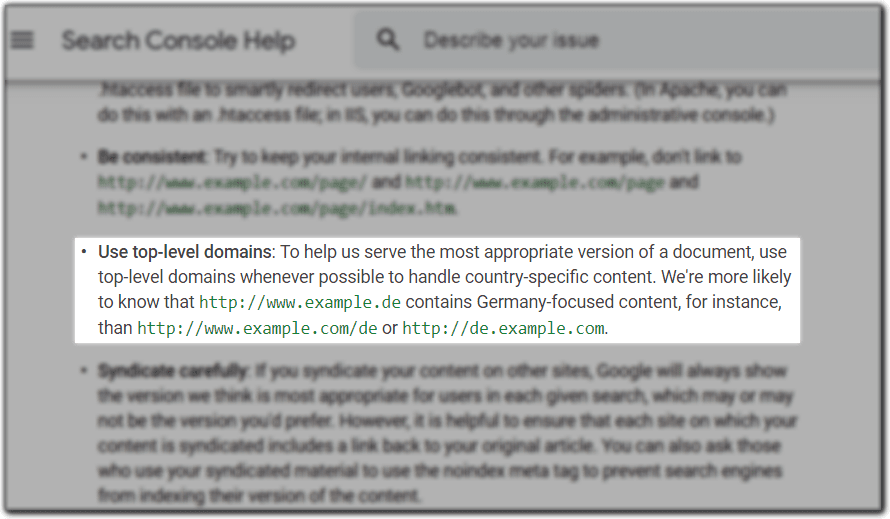 Search Console Help
Describe your issue
.htaccess file to smartly redirect users, Googlebot, and other spiders. (In Apache, you can
do this with an .htaccess file; in IIS, you can do this through the administrative console.)
• Be consistent: Try to keep your internal linking consistent. For example, don't link to
http://www.example.com/page/ and http://www.example.com/page and
http://www.example.com/page/index.htm.
• Use top-level domains: To help us serve the most appropriate version of a document, use
top-level domains whenever possible to handle country-specific content. We're more likely
to know that http://www.example.de contains Germany-focused content, for instance,
than http://www.example.com/de or http://de.example.com.
• Syndicate carefully: If you syndicate your content on other sites, Google will always show
the version we think is most appropriate for users in each given search, which may or may
not be the version you'd prefer. However, it is helpful to ensure that each site on which your
content is syndicated includes a link back to your original article. You can also ask those
who use your syndicated material to use the noindex meta tag to prevent search engines
from indexing their version of the content.